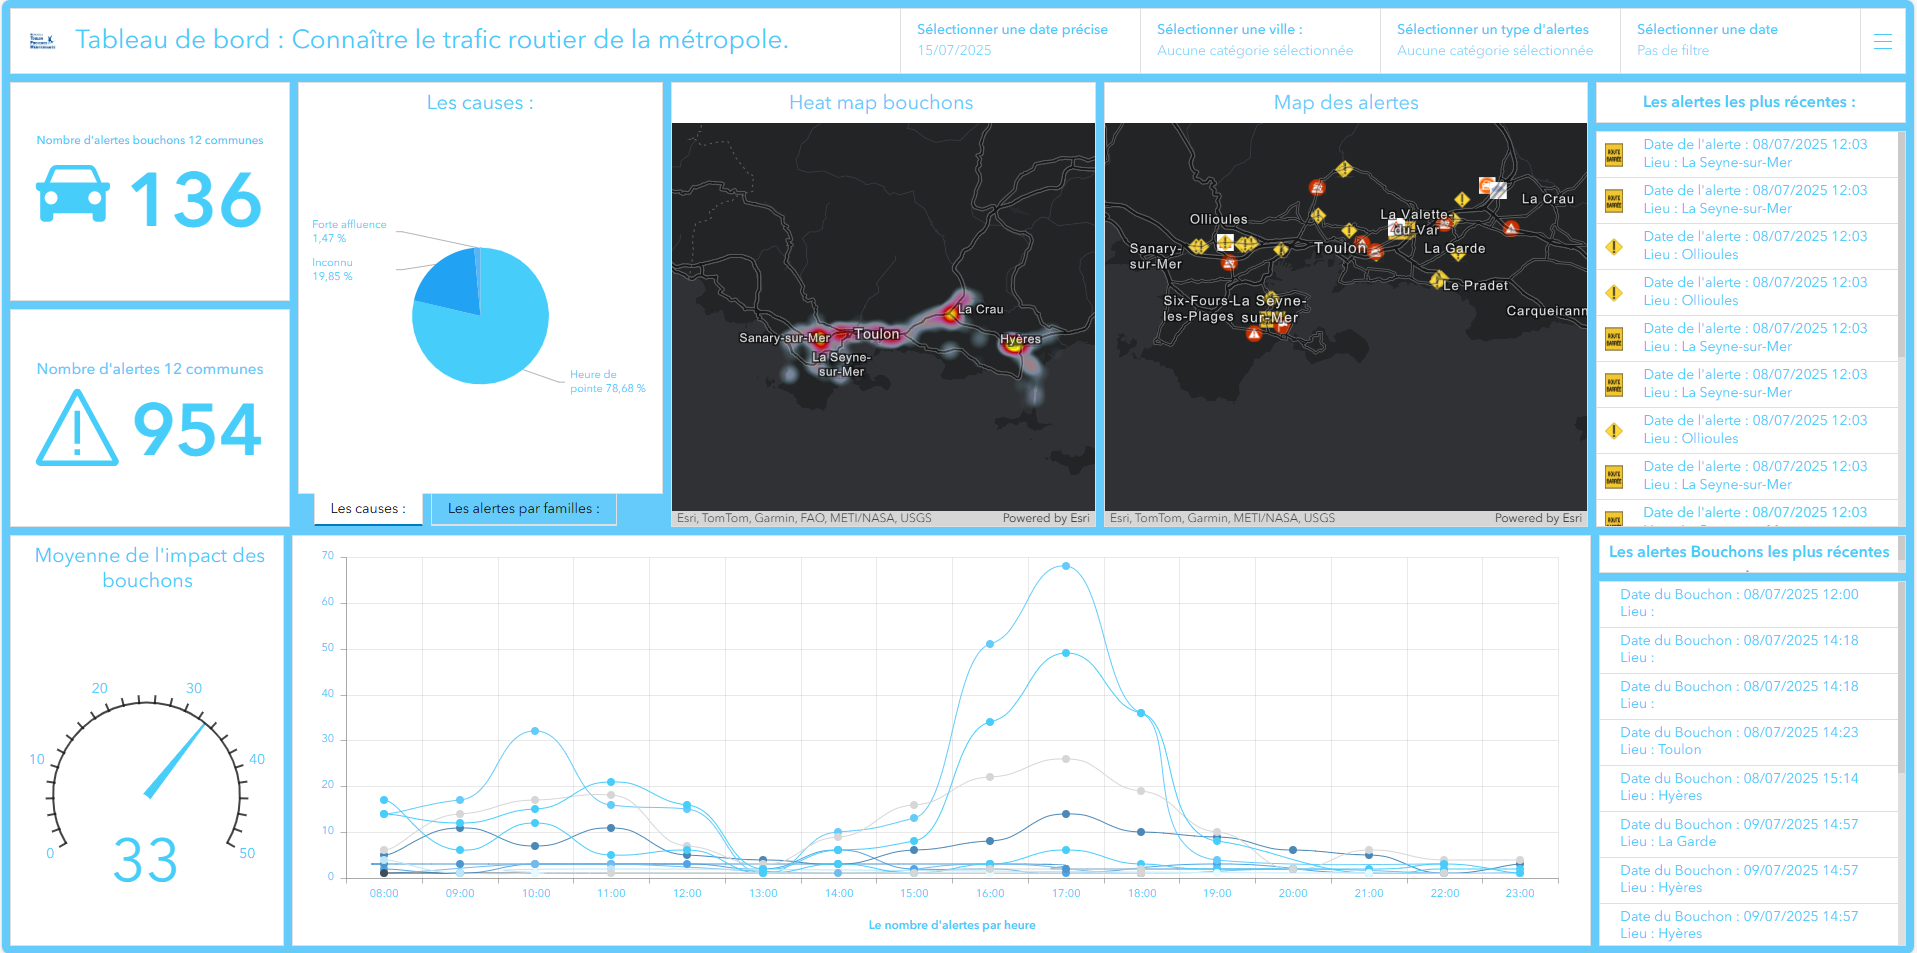 Toulon
Provence
Méditerranée
Tableau de bord : Connaître le trafic routier de la métropole.
Sélectionner une date précise
15/07/2025
Sélectionner une ville :
Aucune catégorie sélectionnée
Sélectionner un type d'alertes
Aucune catégorie sélectionnée
Sélectionner une date
Pas de filtre
Nombre d'alertes bouchons 12 communes
136
Nombre d'alertes 12 communes
954
Les causes :
Forte affluence
1,47 %
Inconnu
19,85 %
Heure de
pointe 78,68 %
Les causes :
Les alertes par familles :
Heat map bouchons
La Crau
Sanary-sur-Mer
Toulon
Hyères
La Seyne-
sur-Mer
Esri, TomTom, Garmin, FAO, METI/NASA, USGS
Powered by Esri
Map des alertes
La Crau
Ollioules
La Valette-
du-Var
Sanary-
sur-Mer
Toulon
La Garde
Le Pradet
Six-Fours-
les-Plages
La Seyne-
sur-Mer
Carqueirann
Esri, TomTom, Garmin, METI/NASA, USGS
Powered by Esri
Les alertes les plus récentes :
ROUTE
BARRÉE
Date de l'alerte : 08/07/2025 12:03
Lieu : La Seyne-sur-Mer
ROUTE
BARRÉE
Date de l'alerte : 08/07/2025 12:03
Lieu : La Seyne-sur-Mer
Date de l'alerte : 08/07/2025 12:03
Lieu : Ollioules
Date de l'alerte : 08/07/2025 12:03
Lieu : Ollioules
ROUTE
BARRÉE
Date de l'alerte : 08/07/2025 12:03
Lieu : La Seyne-sur-Mer
ROUTE
BARRÉE
Date de l'alerte : 08/07/2025 12:03
Lieu : La Seyne-sur-Mer
Date de l'alerte : 08/07/2025 12:03
Lieu : Ollioules
ROUTE
BARRÉE
Date de l'alerte : 08/07/2025 12:03
Lieu : La Seyne-sur-Mer
ROUTE
Date de l'alerte : 08/07/2025 12:03
Moyenne de l'impact des
bouchons
0
10
20
30
40
50
33
70
60
50
40
30
20
10
0
08:00
09:00
10:00
11:00
12:00
13:00
14:00
15:00
16:00
17:00
18:00
19:00
20:00
21:00
22:00
23:00
Le nombre d'alertes par heure
Les alertes Bouchons les plus récentes
Date du Bouchon : 08/07/2025 12:00
Lieu :
Date du Bouchon : 08/07/2025 14:18
Lieu :
Date du Bouchon : 08/07/2025 14:18
Lieu :
Date du Bouchon : 08/07/2025 14:23
Lieu : Toulon
Date du Bouchon : 08/07/2025 15:14
Lieu : Hyères
Date du Bouchon : 09/07/2025 14:57
Lieu : La Garde
Date du Bouchon : 09/07/2025 14:57
Lieu : Hyères
Date du Bouchon : 09/07/2025 14:57
Lieu : Hyères